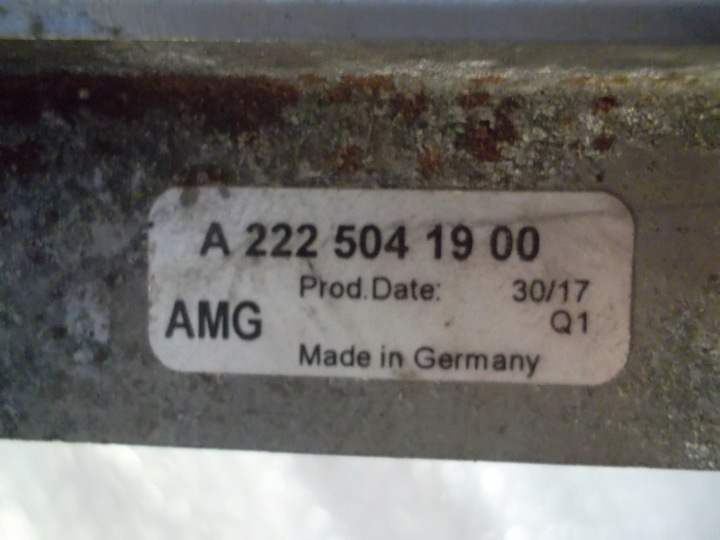 A 222 504 19 00
Prod.Date: 30/17
AMG Q1
Made in Germany